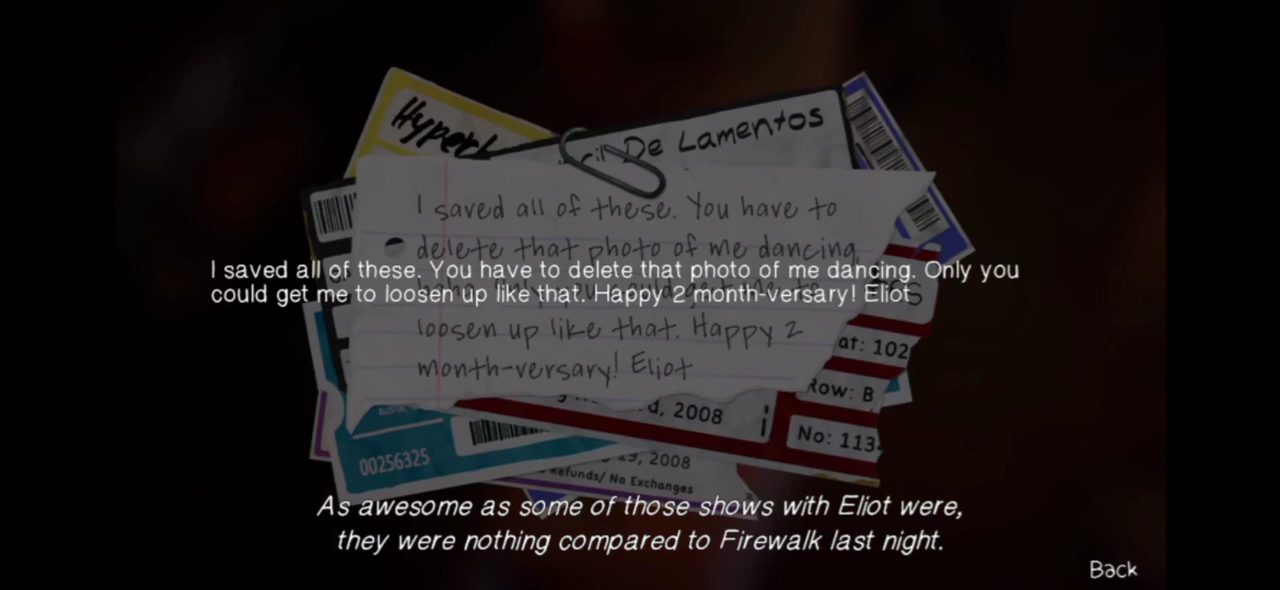 De Lamentos
I saved all of these. You have to
delete that photo of me dancing,
I saved all of these. You have to delete that photo of me dancing. Only you
could get me to loosen up like that. Happy 2 month-versary! Eliot
loosen up like that. Happy 2
month-versary! Eliot
at: 102
Row: B
No: 113
d, 2008
00256325
19, 2008
Refunds/ No Exchanges
As awesome as some of those shows with Eliot were,
they were nothing compared to Firewalk last night.
Back